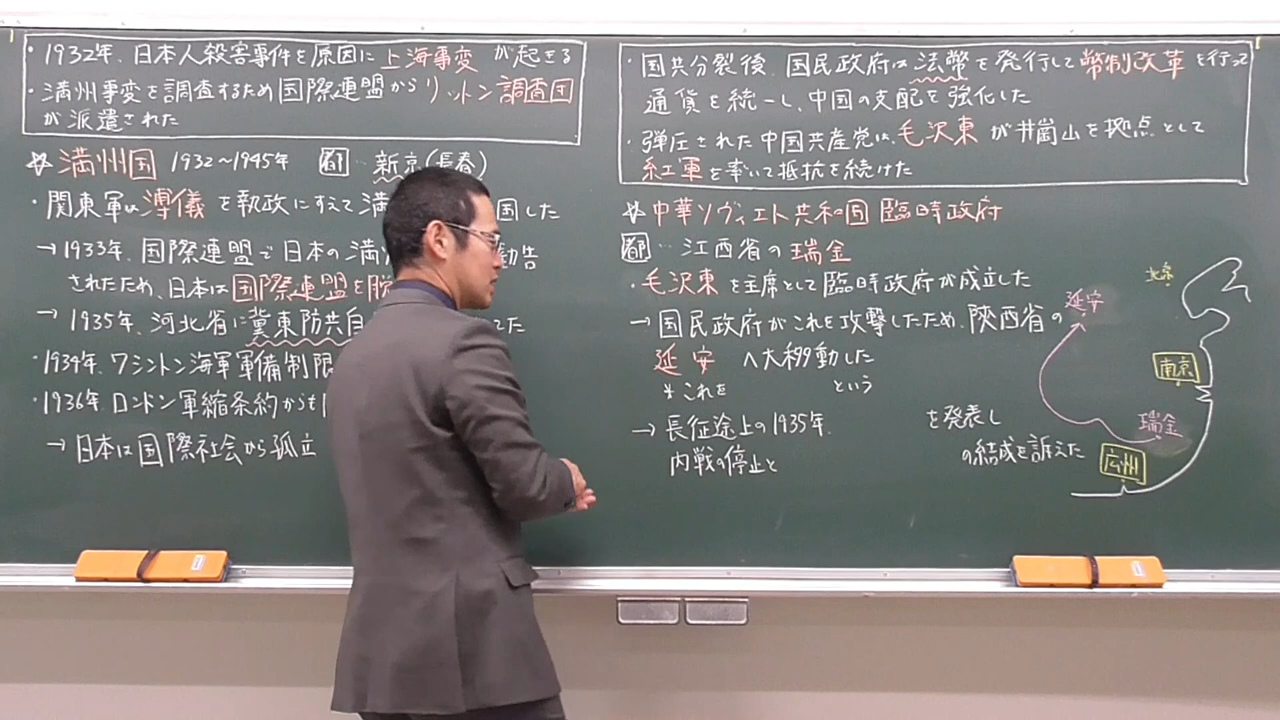 ・1932年、日本人殺害事件を原因に上海事変が起きる
・満州事変を調査するため国際連盟からリットン調査団
が派遣された
☆満州国 1932〜1945年 都…新京(長春)
・関東軍は溥儀を執政にすえて満 国した
→1933年、国際連盟で日本の満 勧告
されたため、日本は国際連盟を脱
→1935年、河北省に冀東防共自 た
・1934年、ワシントン海軍軍備制限
・1936年、ロンドン軍縮条約からも
→日本は国際社会から孤立
・国共分裂後、国民政府は法幣を発行して幣制改革を行って
通貨を統一し、中国の支配を強化した
・弾圧された中国共産党は、毛沢東が井崗山を拠点として
紅軍を率いて抵抗を続けた
☆中華ソヴィエト共和国臨時政府
都…江西省の瑞金
・毛沢東を主席として臨時政府が成立した
→国民政府がこれを攻撃したため、陝西省の
延安へ大移動した
*これを という
→長征途上の1935年、 を発表し
内戦の停止と の結成を訴えた
北京
延安
南京
瑞金
広州